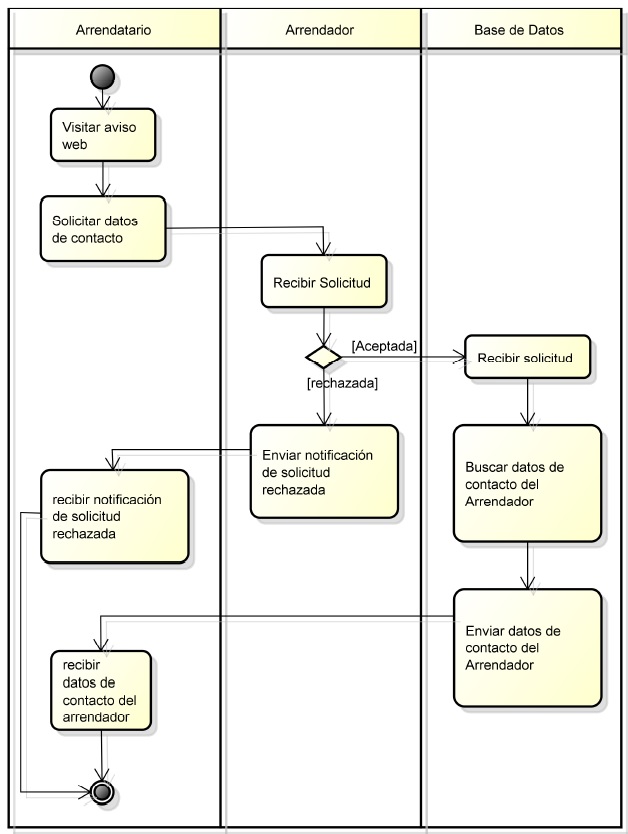 Arrendatario
Arrendador
Base de Datos
Visitar aviso
web
Solicitar datos
de contacto
Recibir Solicitud
[Aceptada]
Recibir solicitud
[rechazada]
Enviar notificación
de solicitud
rechazada
Buscar datos de
contacto del
Arrendador
recibir notificación
de solicitud
rechazada
Enviar datos de
contacto del
Arrendador
recibir
datos de
contacto del
arrendador